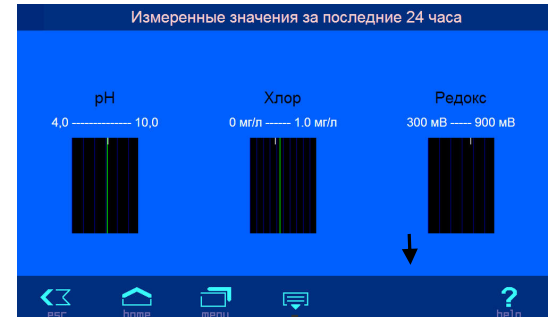 Измеренные значения за последние 24 часа
pH Хлор Редокс
4,0 -------------- 10,0 0 мг/л ------ 1.0 мг/л 300 мВ ----- 900 мВ
?
esc home menu help